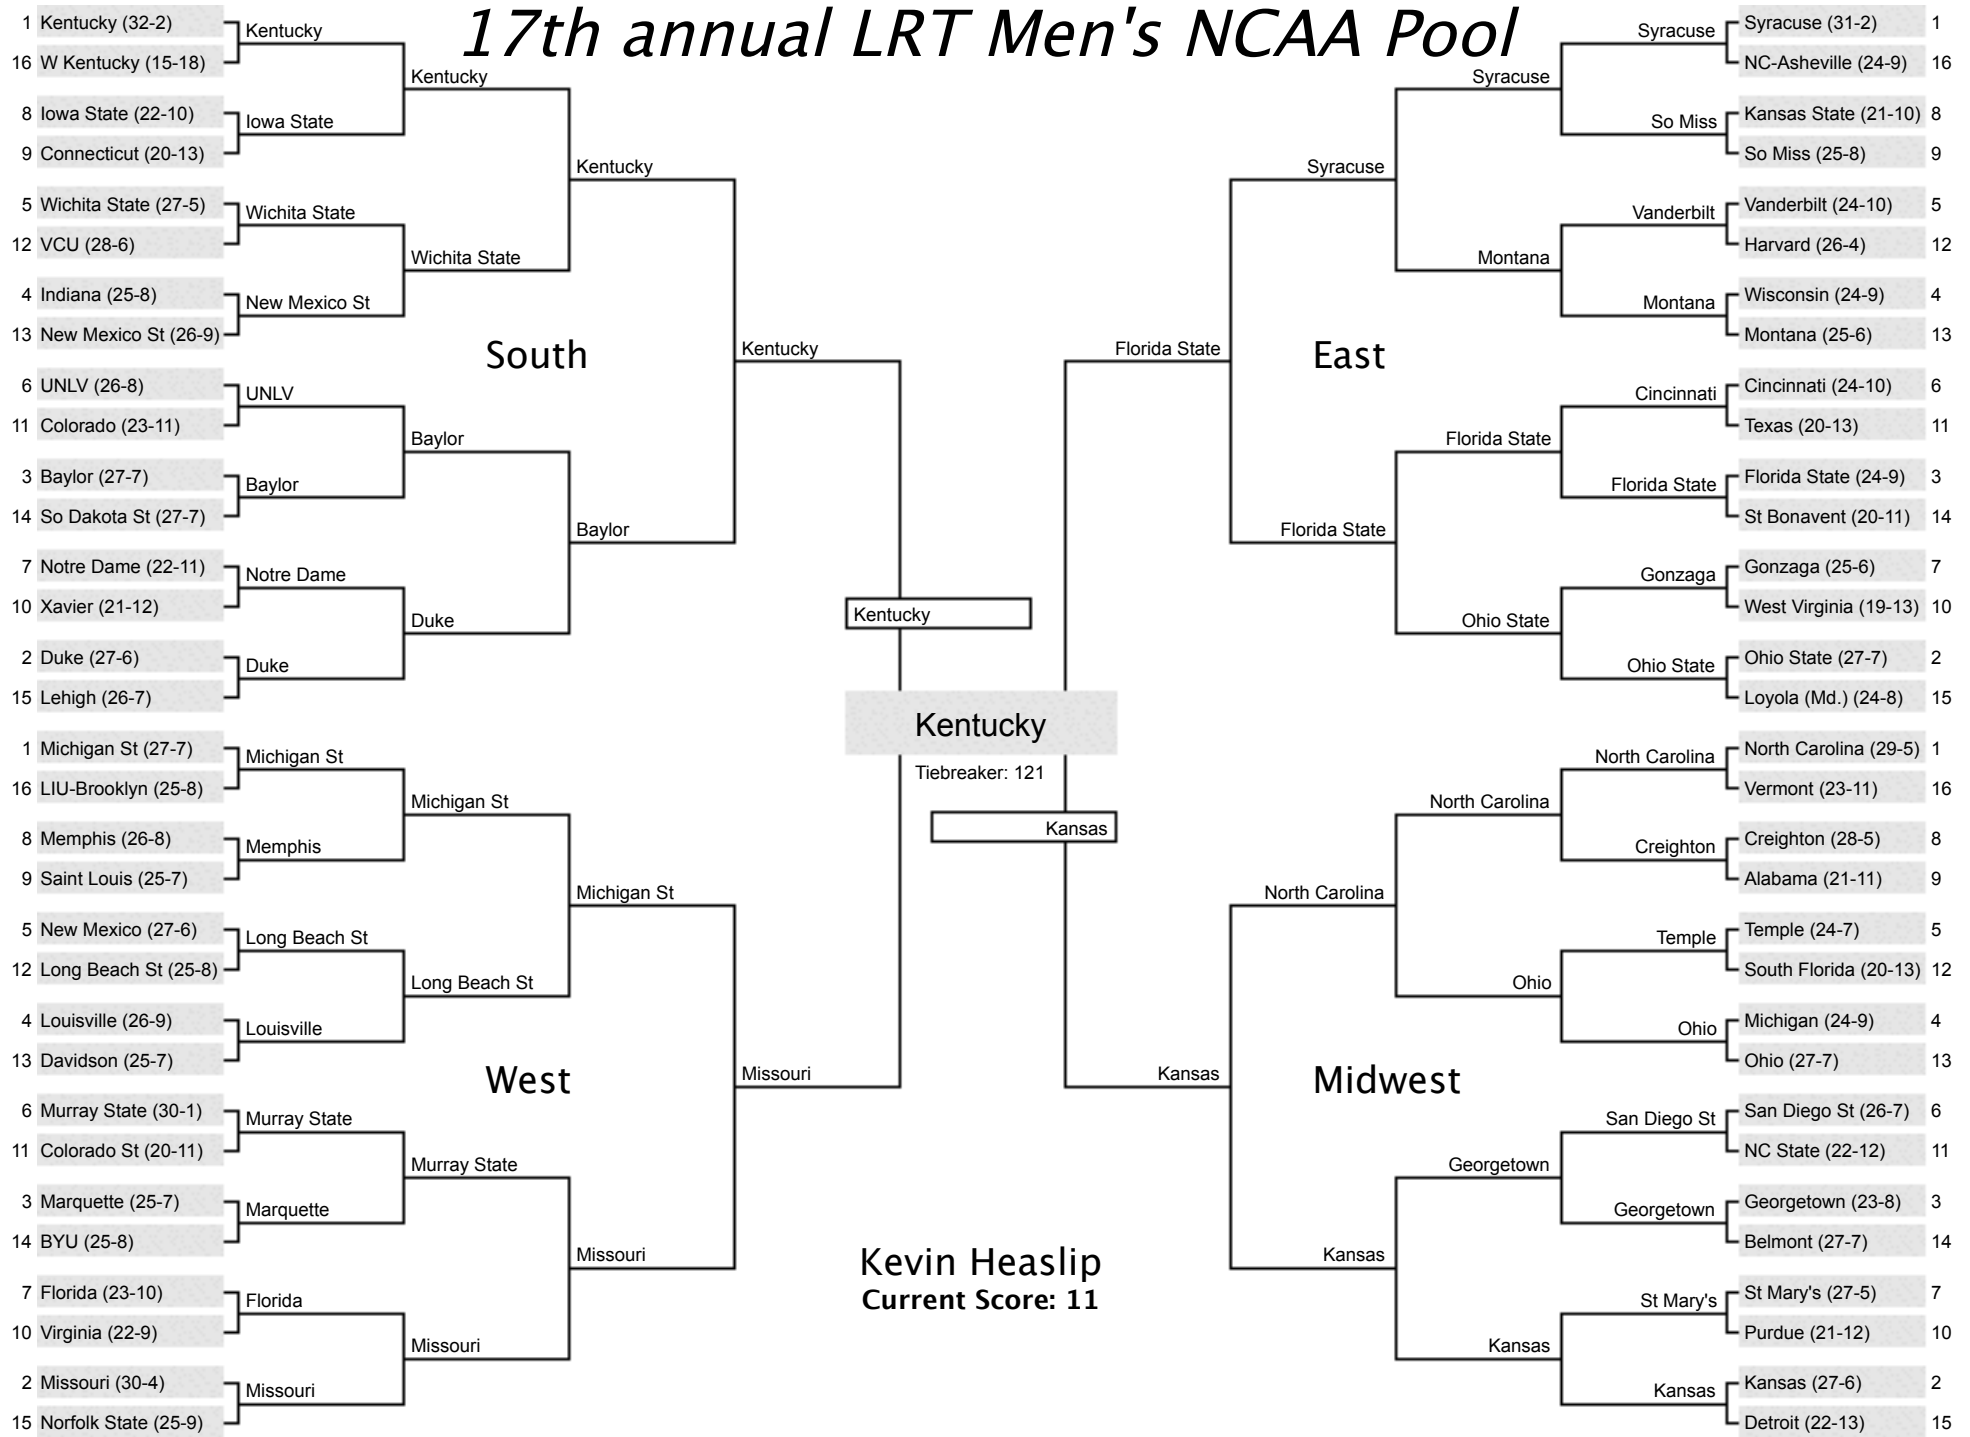 17th annual LRT Men's NCAA Pool
1 Kentucky (32-2)
16 W Kentucky (15-18)
8 Iowa State (22-10)
9 Connecticut (20-13)
5 Wichita State (27-5)
12 VCU (28-6)
4 Indiana (25-8)
13 New Mexico St (26-9)
6 UNLV (26-8)
11 Colorado (23-11)
3 Baylor (27-7)
14 So Dakota St (27-7)
7 Notre Dame (22-11)
10 Xavier (21-12)
2 Duke (27-6)
15 Lehigh (26-7)
Kentucky
Iowa State
Wichita State
New Mexico St
UNLV
Baylor
Notre Dame
Duke
Kentucky
Wichita State
Baylor
Duke
Kentucky
Baylor
Kentucky
South
1 Michigan St (27-7)
16 LIU-Brooklyn (25-8)
8 Memphis (26-8)
9 Saint Louis (25-7)
5 New Mexico (27-6)
12 Long Beach St (25-8)
4 Louisville (26-9)
13 Davidson (25-7)
6 Murray State (30-1)
11 Colorado St (20-11)
3 Marquette (25-7)
14 BYU (25-8)
7 Florida (23-10)
10 Virginia (22-9)
2 Missouri (30-4)
15 Norfolk State (25-9)
Michigan St
Memphis
Long Beach St
Louisville
Murray State
Marquette
Florida
Missouri
Michigan St
Long Beach St
Murray State
Missouri
Michigan St
Missouri
Missouri
West
Kentucky
Kentucky
Tiebreaker: 121
Kansas
Kevin Heaslip
Current Score: 11
Syracuse (31-2) 1
NC-Asheville (24-9) 16
Kansas State (21-10) 8
So Miss (25-8) 9
Vanderbilt (24-10) 5
Harvard (26-4) 12
Wisconsin (24-9) 4
Montana (25-6) 13
Cincinnati (24-10) 6
Texas (20-13) 11
Florida State (24-9) 3
St Bonavent (20-11) 14
Gonzaga (25-6) 7
West Virginia (19-13) 10
Ohio State (27-7) 2
Loyola (Md.) (24-8) 15
Syracuse
So Miss
Vanderbilt
Montana
Cincinnati
Florida State
Gonzaga
Ohio State
Syracuse
Montana
Florida State
Ohio State
Syracuse
Florida State
Florida State
East
North Carolina (29-5) 1
Vermont (23-11) 16
Creighton (28-5) 8
Alabama (21-11) 9
Temple (24-7) 5
South Florida (20-13) 12
Michigan (24-9) 4
Ohio (27-7) 13
San Diego St (26-7) 6
NC State (22-12) 11
Georgetown (23-8) 3
Belmont (27-7) 14
St Mary's (27-5) 7
Purdue (21-12) 10
Kansas (27-6) 2
Detroit (22-13) 15
North Carolina
Creighton
Temple
Ohio
San Diego St
Georgetown
St Mary's
Kansas
North Carolina
Ohio
Georgetown
Kansas
North Carolina
Kansas
Kansas
Midwest